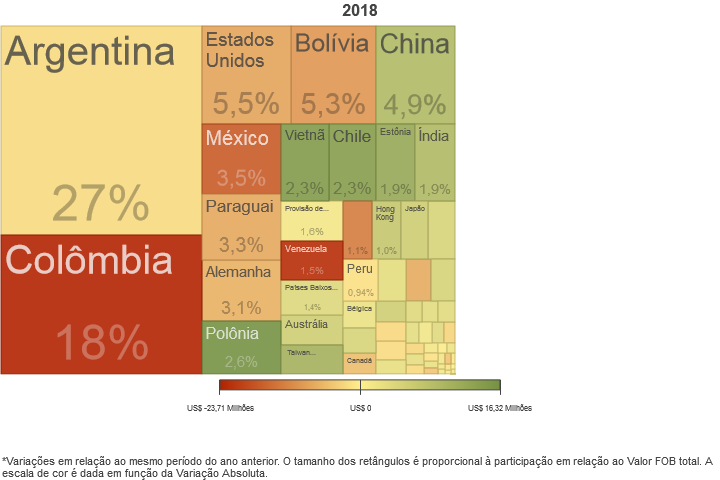 2018
Argentina
27%
Colômbia
18%
Estados
Unidos
5,5%
Bolívia
5,3%
China
4,9%
México
3,5%
Vietnã
2,3%
Chile
2,3%
Estônia
1,9%
Índia
1,9%
Paraguai
3,3%
Provisão de...
1,6%
1,1%
Hong
Kong
1,0%
Japão
Venezuela
1,5%
Alemanha
3,1%
Peru
0,94%
Países Baixos...
1,4%
Bélgica
Polônia
2,6%
Austrália
Taiwan...
Canadá
US$ -23,71 Milhões
US$ 0
US$ 16,32 Milhões
*Variações em relação ao mesmo período do ano anterior. O tamanho dos retângulos é proporcional à participação em relação ao Valor FOB total. A
escala de cor é dada em função da Variação Absoluta.